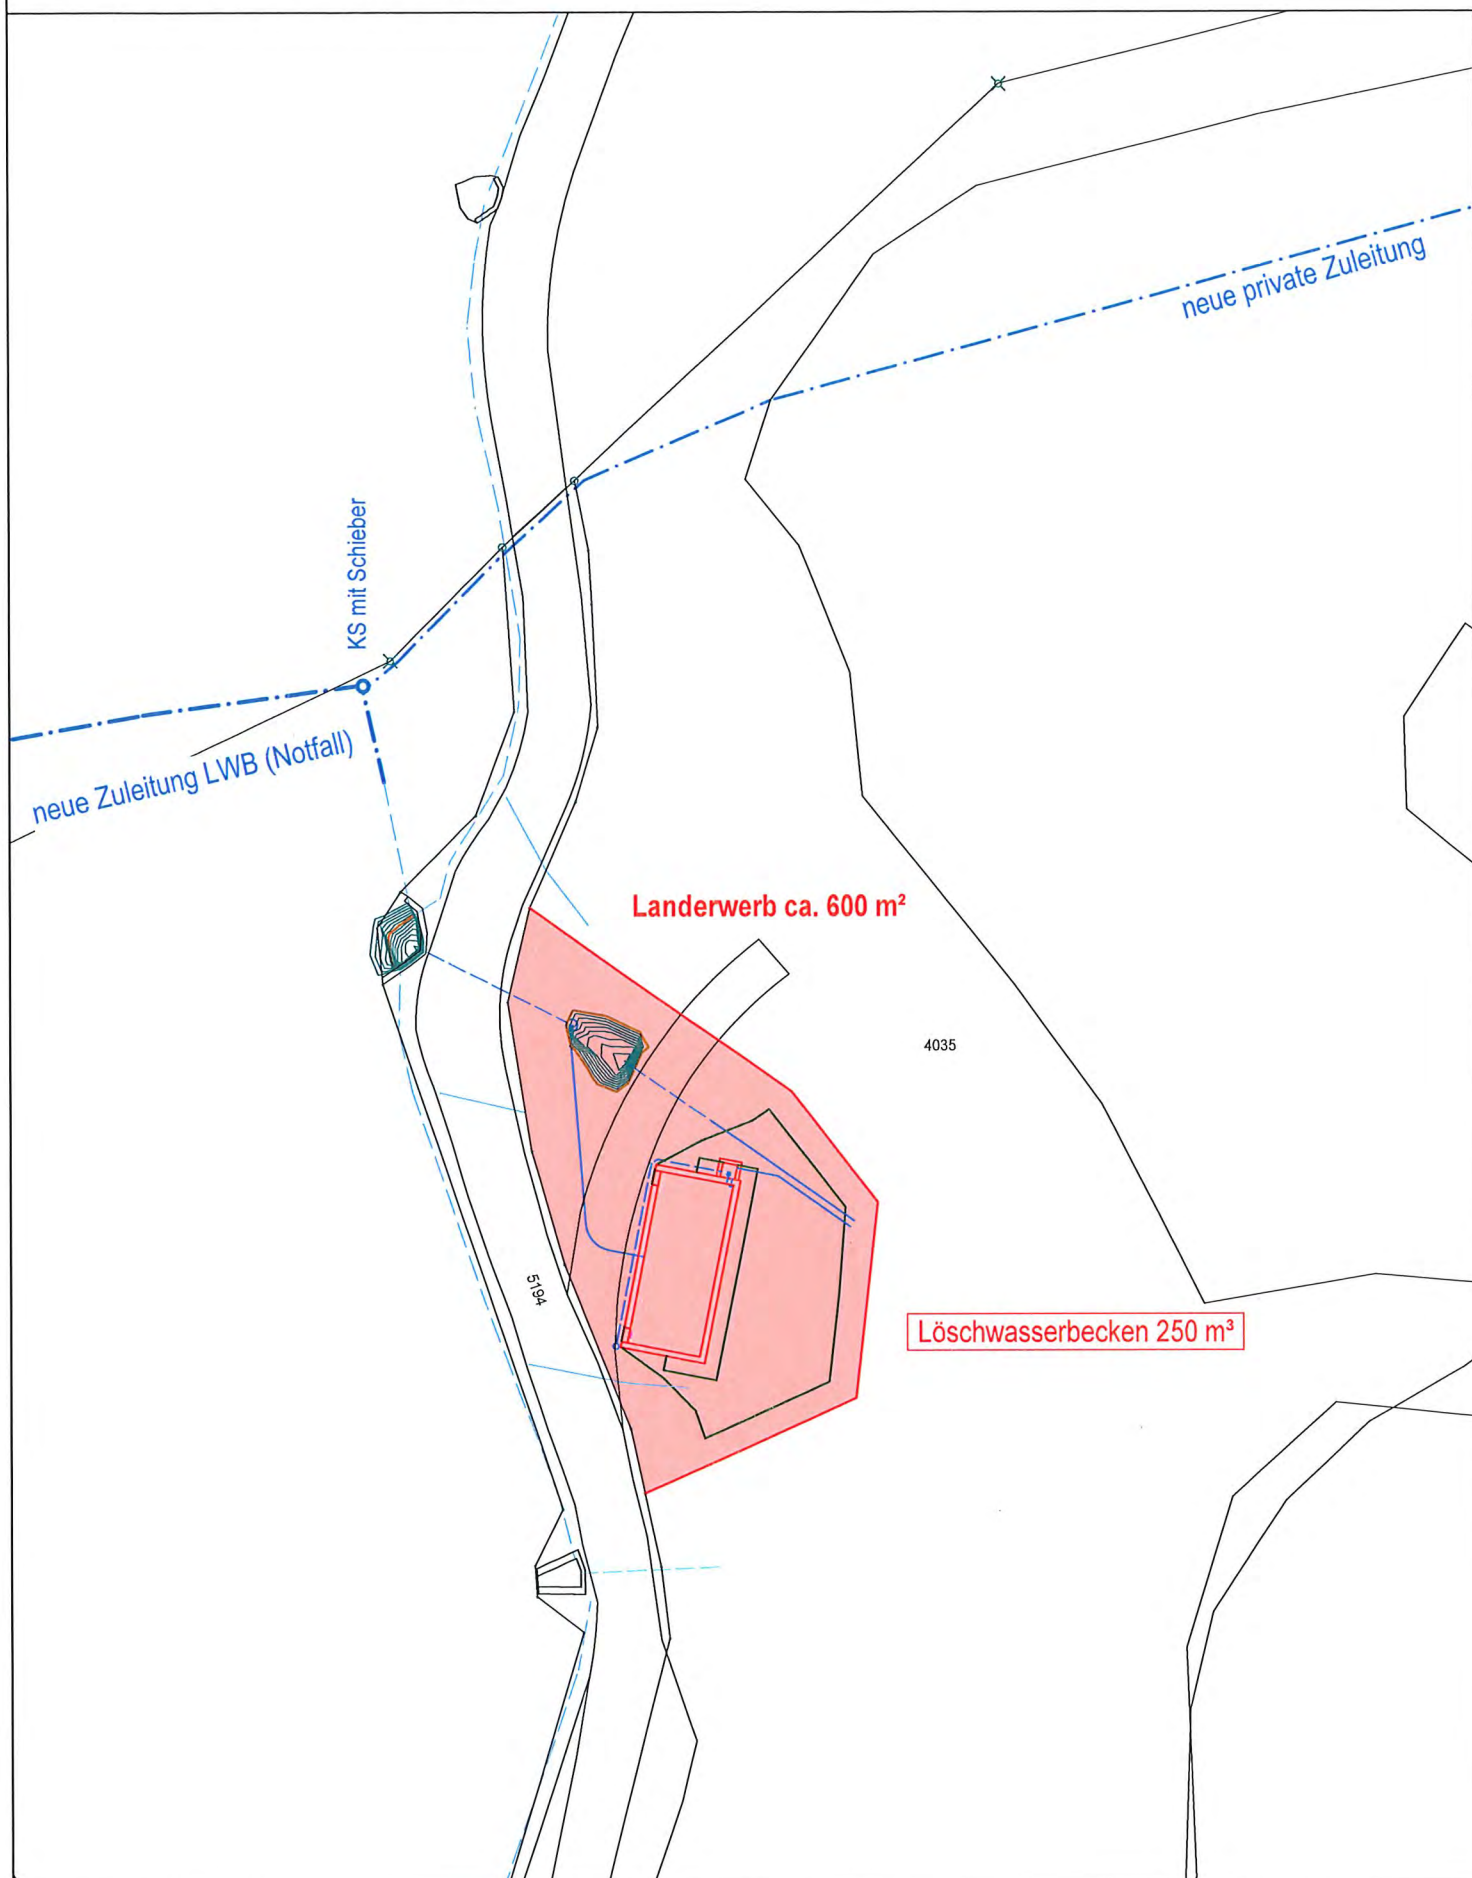 neue private Zuleitung
KS mit Schieber
neue Zuleitung LWB (Notfall)
Landerwerb ca. 600 m²
4035
5194
Löschwasserbecken 250 m³